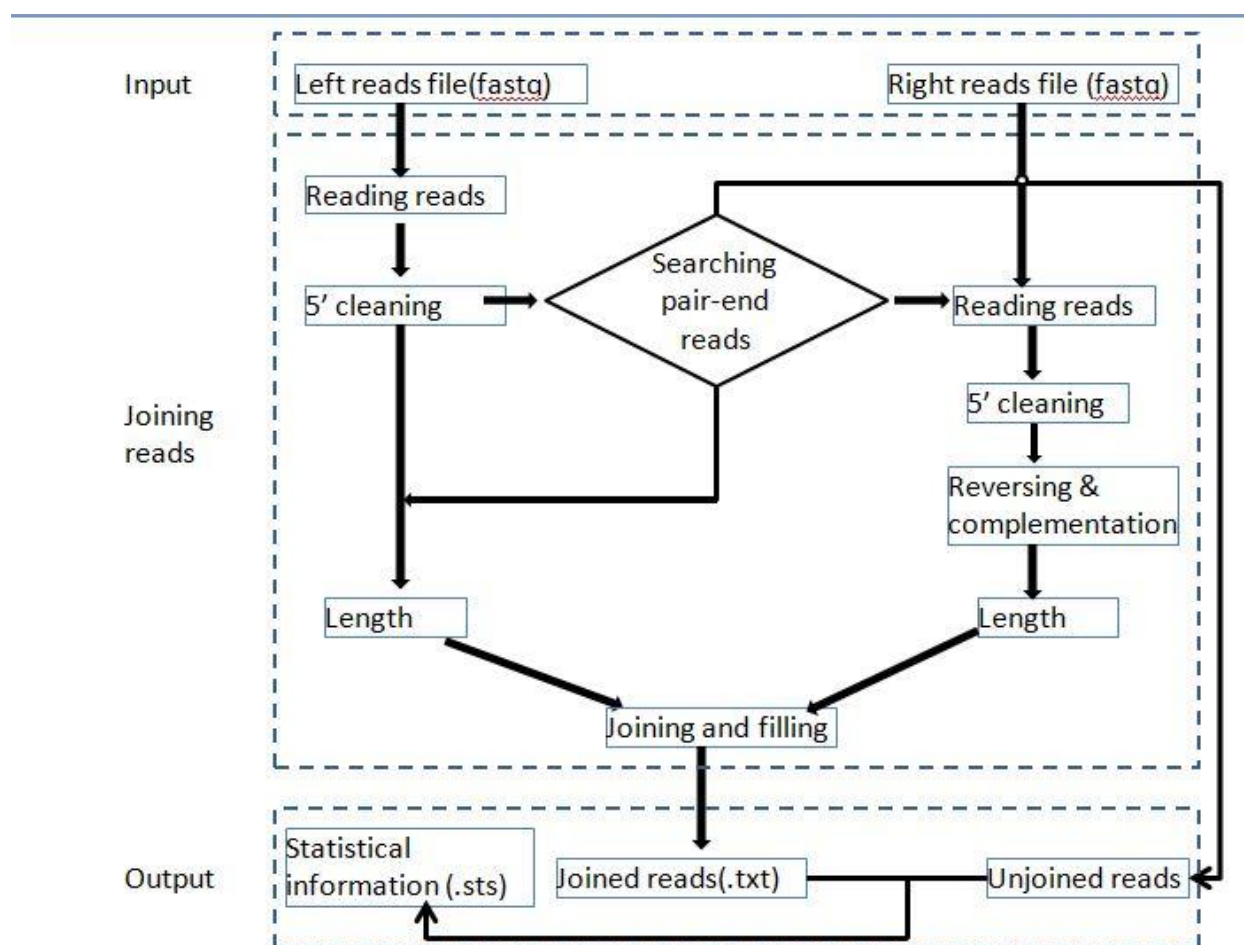 Input
Left reads file(fastq)
Right reads file (fastq)
Reading reads
Searching
pair-end
reads
5’ cleaning
Reading reads
5’ cleaning
Joining
reads
Reversing &
complementation
Length
Length
Joining and filling
Output
Statistical
information (.sts)
Joined reads(.txt)
Unjoined reads